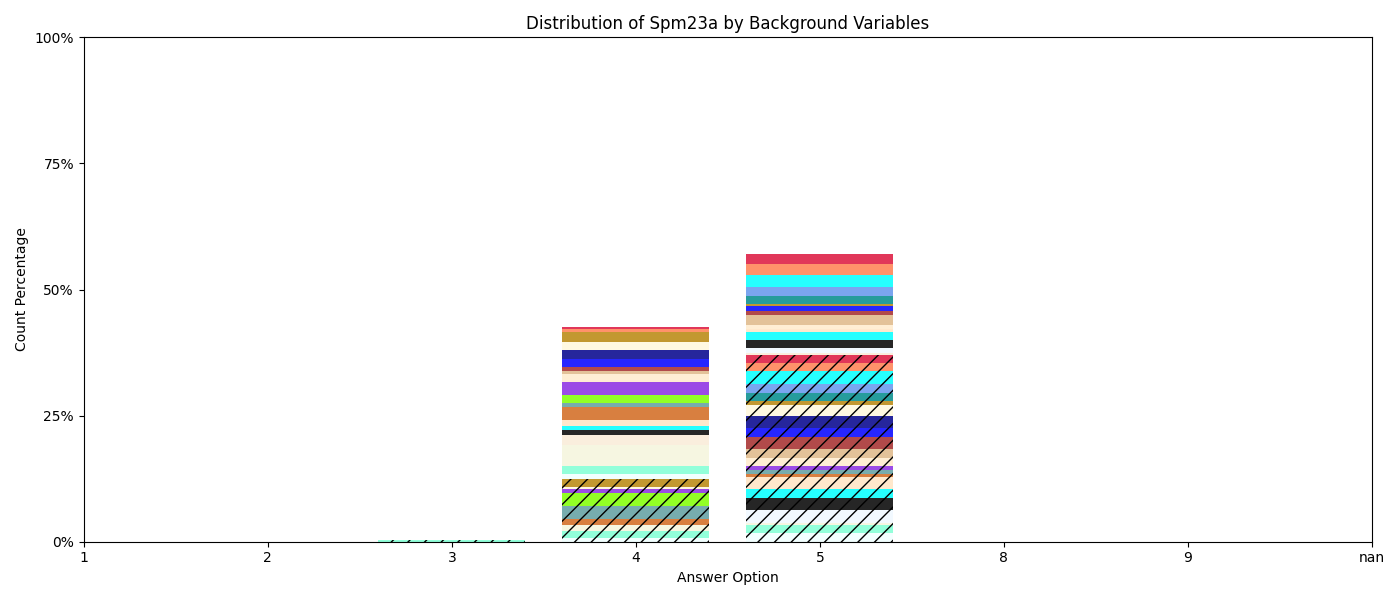 Distribution of Spm23a by Background Variables
100%
75%
50%
25%
0%
Count Percentage
1 2 3 4 5 8 9 nan
Answer Option